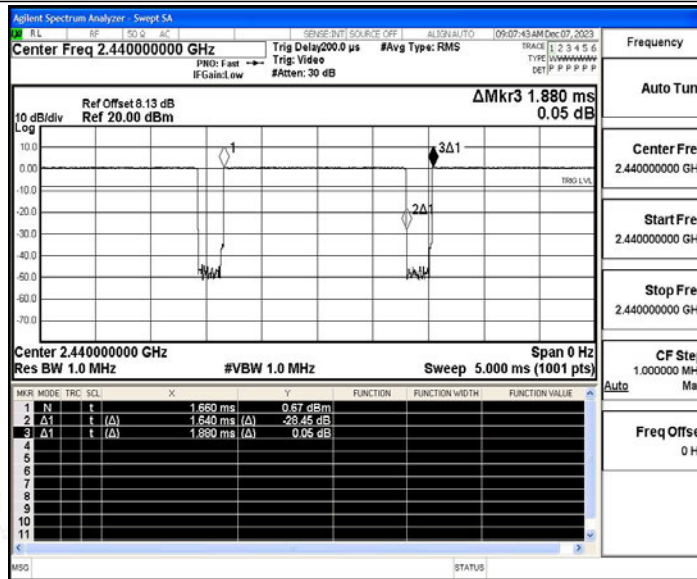 Agilent Spectrum Analyzer - Swept SA
RL RF 50 Ω AC SENSE:INT SOURCE OFF ALIGN AUTO 09:07:43 AM Dec 07, 2023
Center Freq 2.440000000 GHz
Trig Delay200.0 µs #Avg Type: RMS TRACE 1 2 3 4 5 6
PNO: Fast Trig: Video TYPE WWWWWW
IFGain:Low #Atten: 30 dB DET P P P P P P
ΔMkr3 1.880 ms
0.05 dB
Ref Offset 8.13 dB
10 dB/div Ref 20.00 dBm
Log
10.0
0.00
-10.0
-20.0
-30.0
-40.0
-50.0
-60.0
-70.0
1
3Δ1
TRIG LVL
2Δ1
Center 2.440000000 GHz Span 0 Hz
Res BW 1.0 MHz #VBW 1.0 MHz Sweep 5.000 ms (1001 pts)
MKR MODE TRC SCL X Y FUNCTION FUNCTION WIDTH FUNCTION VALUE
1 N t 1.660 ms 0.67 dBm
2 Δ1 t (Δ) 1.640 ms (Δ) -28.45 dB
3 Δ1 t (Δ) 1.880 ms (Δ) 0.05 dB
4
5
6
7
8
9
10
11
MSG STATUS
Frequency
Auto Tun
Center Fre
2.440000000 GH
Start Fre
2.440000000 GH
Stop Fre
2.440000000 GH
CF Ste
1.000000 MH
Auto Ma
Freq Offse
0 H